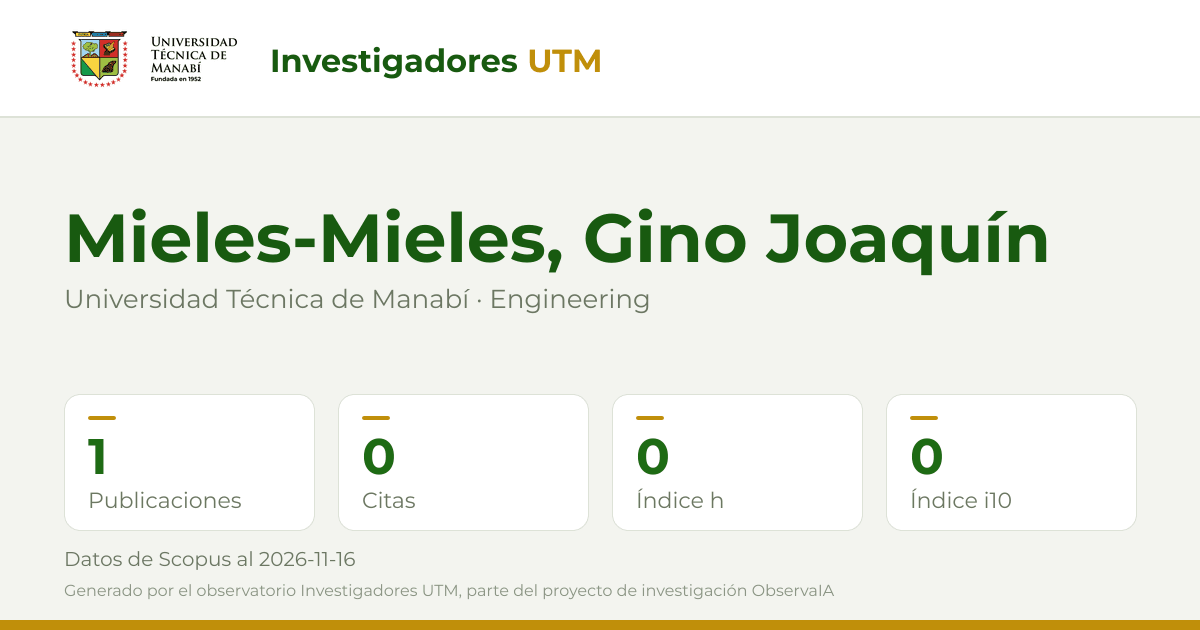 UNIVERSIDAD
TÉCNICA DE
MANABÍ
Fundada en 1952
Investigadores UTM
Mieles-Mieles, Gino Joaquín
Universidad Técnica de Manabí · Engineering
1
Publicaciones
0
Citas
0
Índice h
0
Índice i10
Datos de Scopus al 2026-11-16
Generado por el observatorio Investigadores UTM, parte del proyecto de investigación ObservaIA